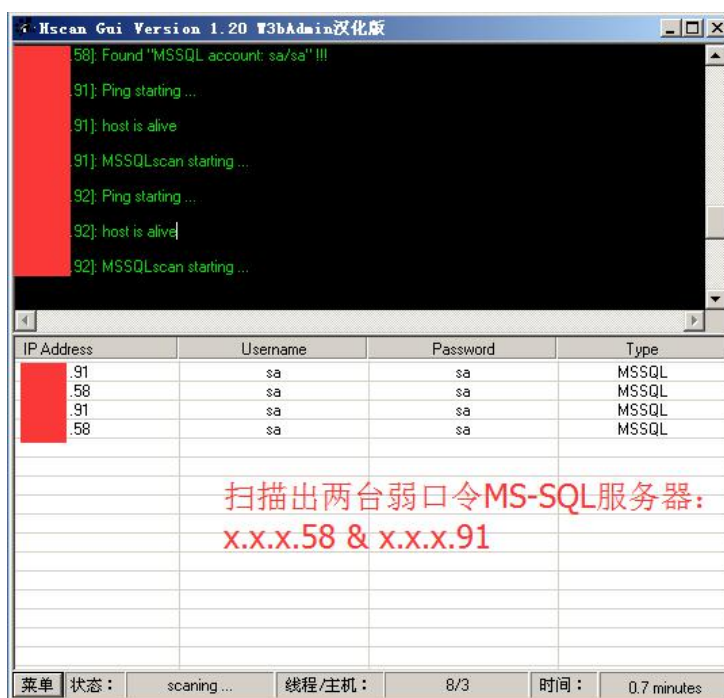 Hscan Gui Version 1.20 W3bAdmin汉化版
.58]: Found "MSSQL account: sa/sa" !!!
.91]: Ping starting ...
.91]: host is alive
.91]: MSSQLscan starting ...
.92]: Ping starting ...
.92]: host is alive
.92]: MSSQLscan starting ...
IP Address Username Password Type
.91 sa sa MSSQL
.58 sa sa MSSQL
.91 sa sa MSSQL
.58 sa sa MSSQL
扫描出两台弱口令MS-SQL服务器：
x.x.x.58 & x.x.x.91
菜单 状态： scaning ... 线程/主机： 8/3 时间： 0.7 minutes